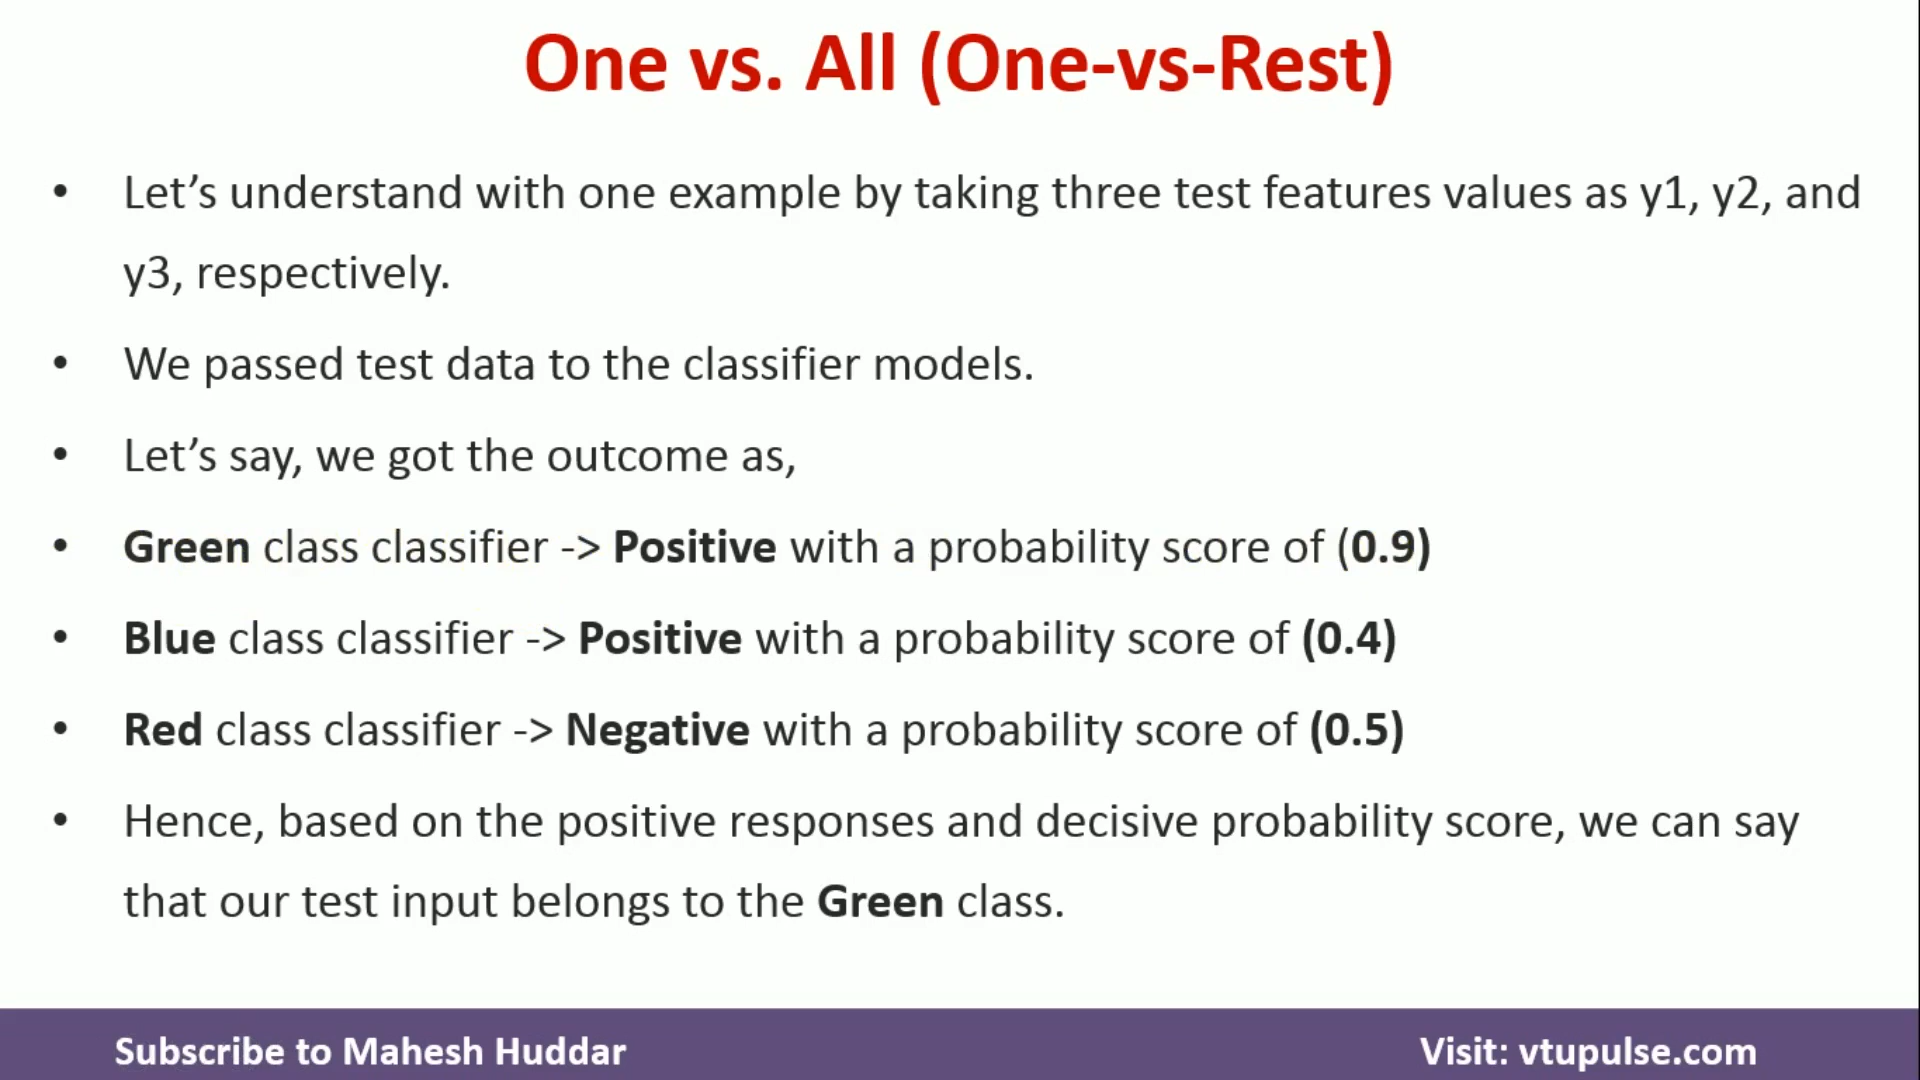 One vs. All (One-vs-Rest)
• Let’s understand with one example by taking three test features values as y1, y2, and
y3, respectively.
• We passed test data to the classifier models.
• Let’s say, we got the outcome as,
• Green class classifier -> Positive with a probability score of (0.9)
• Blue class classifier -> Positive with a probability score of (0.4)
• Red class classifier -> Negative with a probability score of (0.5)
• Hence, based on the positive responses and decisive probability score, we can say
that our test input belongs to the Green class.
Subscribe to Mahesh Huddar
Visit: vtupulse.com